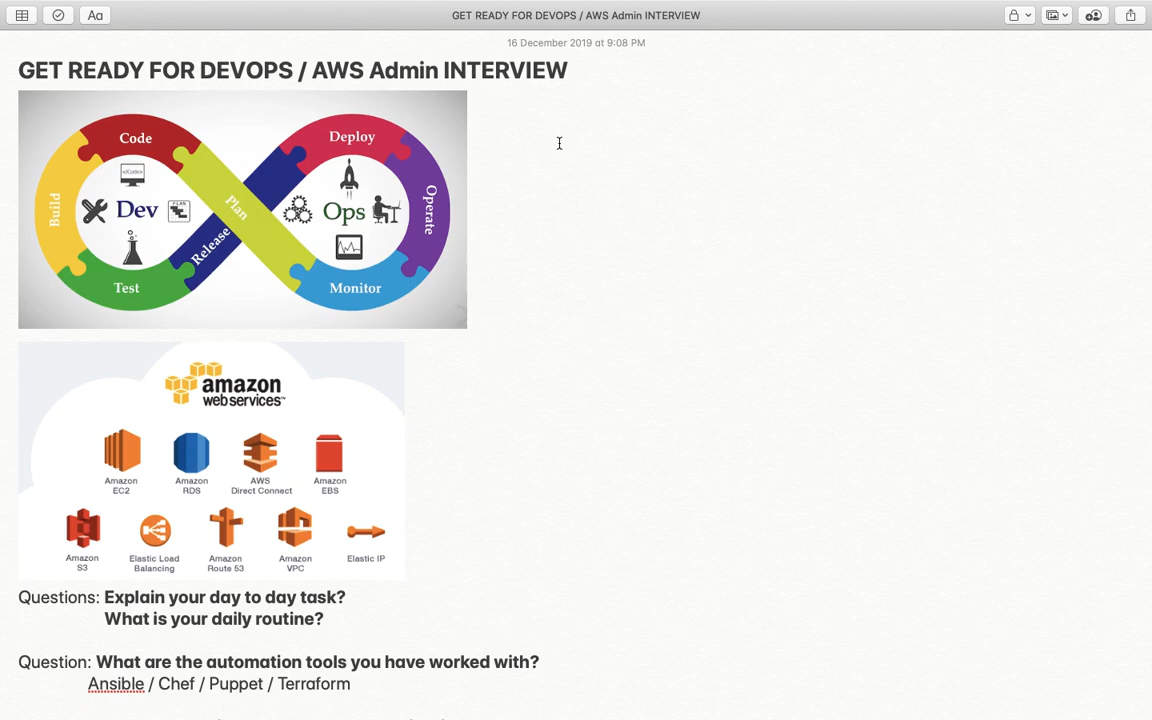 Aa
GET READY FOR DEVOPS / AWS Admin INTERVIEW
16 December 2019 at 9:08 PM
GET READY FOR DEVOPS / AWS Admin INTERVIEW
Code
Deploy
Build
Dev
PLAN
Plan
Ops
Operate
Release
Test
Monitor
amazon
web services™
Amazon
EC2
Amazon
RDS
AWS
Direct Connect
Amazon
EBS
Amazon
S3
Elastic Load
Balancing
Amazon
Route 53
Amazon
VPC
Elastic IP
Questions: Explain your day to day task?
What is your daily routine?
Question: What are the automation tools you have worked with?
Ansible / Chef / Puppet / Terraform